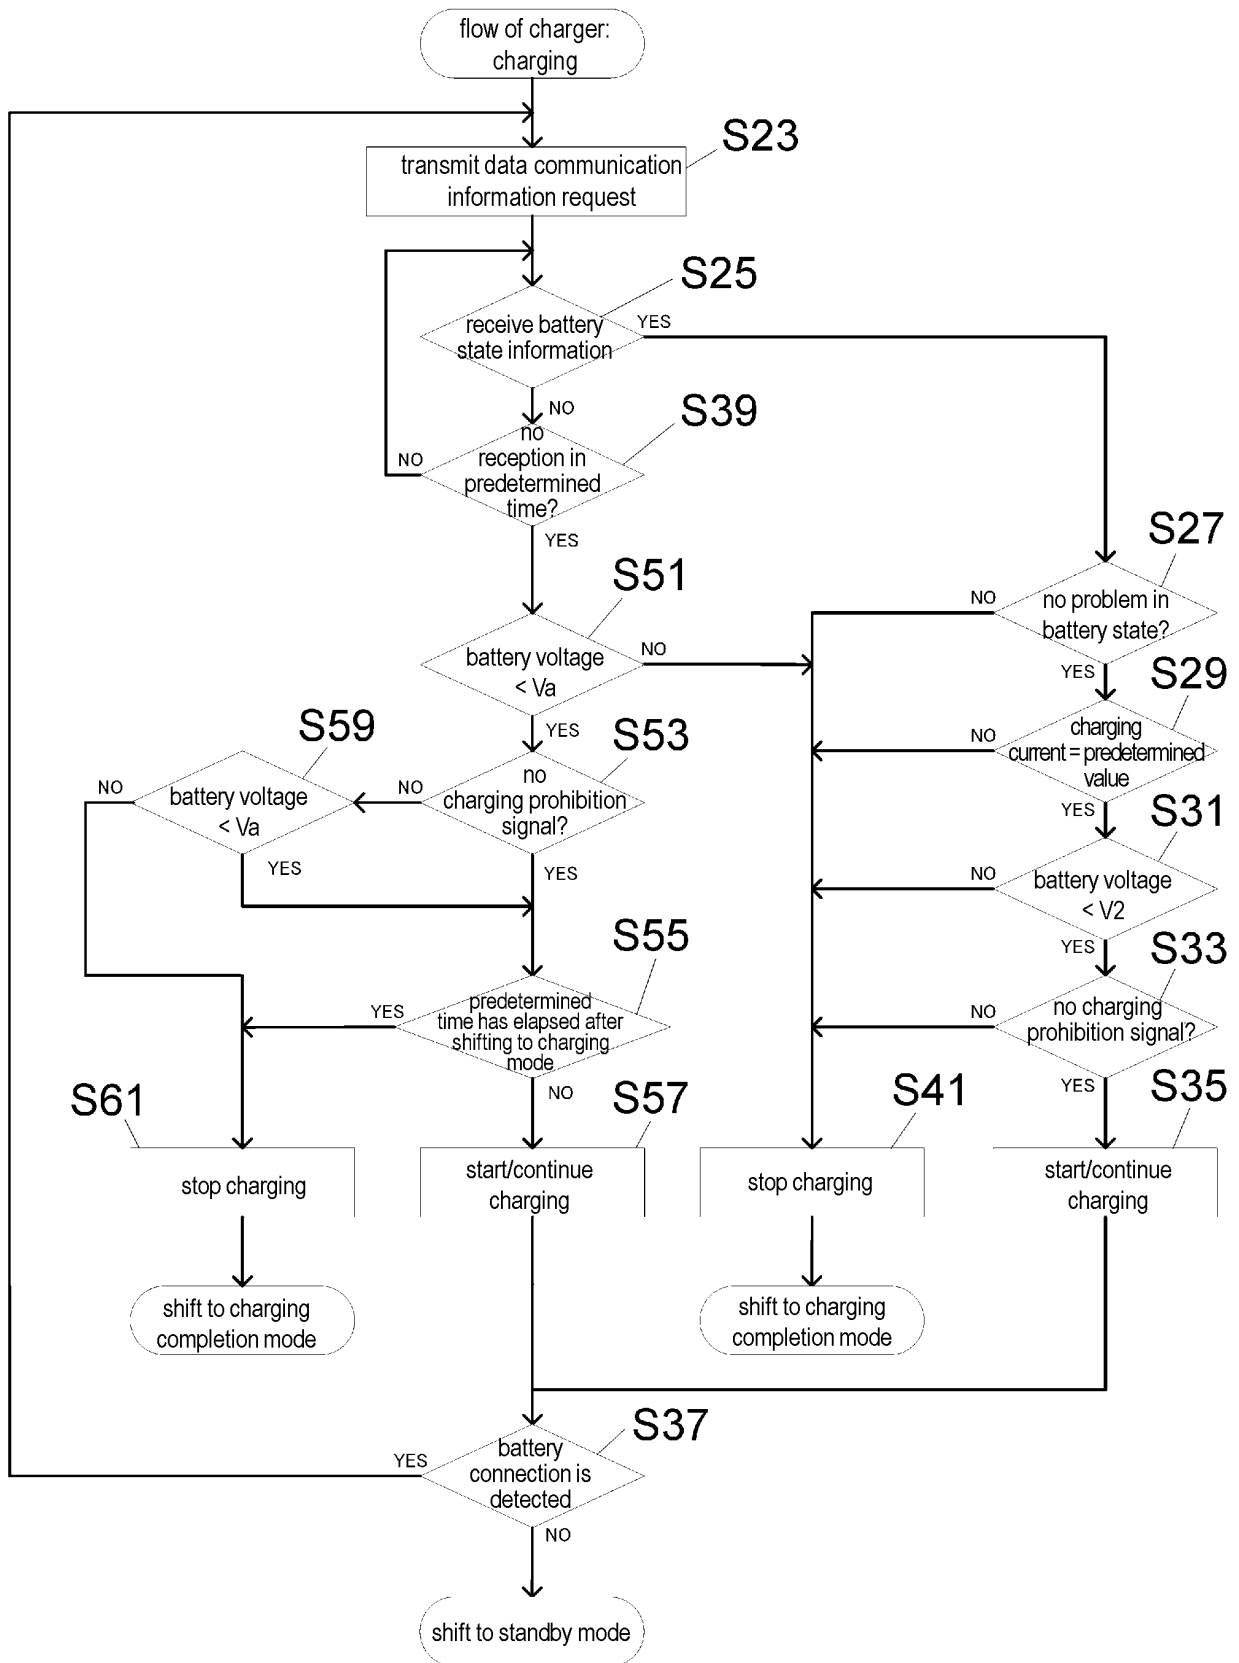 flow of charger:
charging
S23
transmit data communication
information request
S25
receive battery
state information
YES
NO
S39
no
reception in
predetermined
time?
NO
YES
S27
no problem in
battery state?
NO
YES
S51
battery voltage
< Va
NO
YES
S29
charging
current = predetermined
value
NO
YES
S59
battery voltage
< Va
NO
YES
S53
no
charging prohibition
signal?
NO
YES
S31
battery voltage
< V2
NO
YES
S55
predetermined
time has elapsed after
shifting to charging
mode
YES
NO
S33
no charging
prohibition signal?
NO
YES
S61
stop charging
S57
start/continue
charging
S41
stop charging
S35
start/continue
charging
shift to charging
completion mode
shift to charging
completion mode
S37
battery
connection is
detected
YES
NO
shift to standby mode